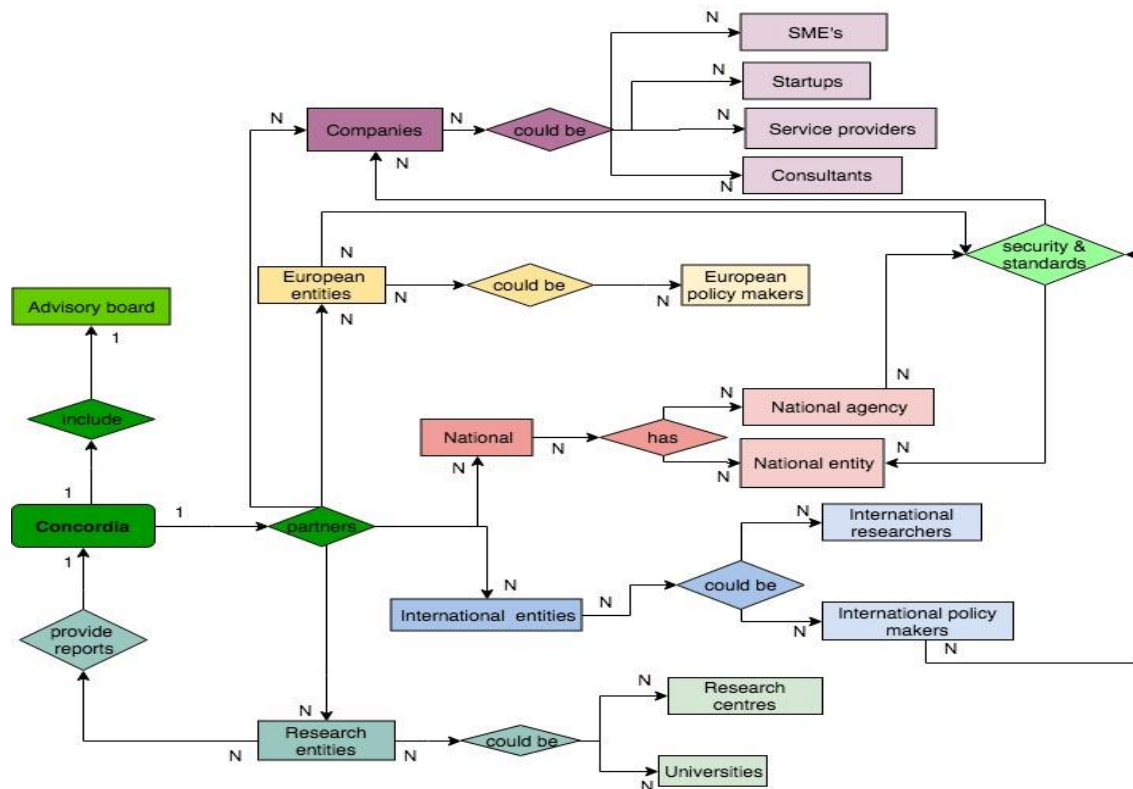 N
SME's
N
Startups
N
N
N
Companies
could be
Service providers
N
N
Consultants
N
security &
standards
N
European
entities
N
could be
N
European
policy makers
N
Advisory board
1
N
N
National agency
include
National
N
has
N
N
N
National entity
1
Concordia
1
partners
N
International
researchers
1
N
N
could be
International entities
provide
reports
N
International policy
makers
N
N
Research
centres
N
Research
entities
N
N
could be
Universities
N